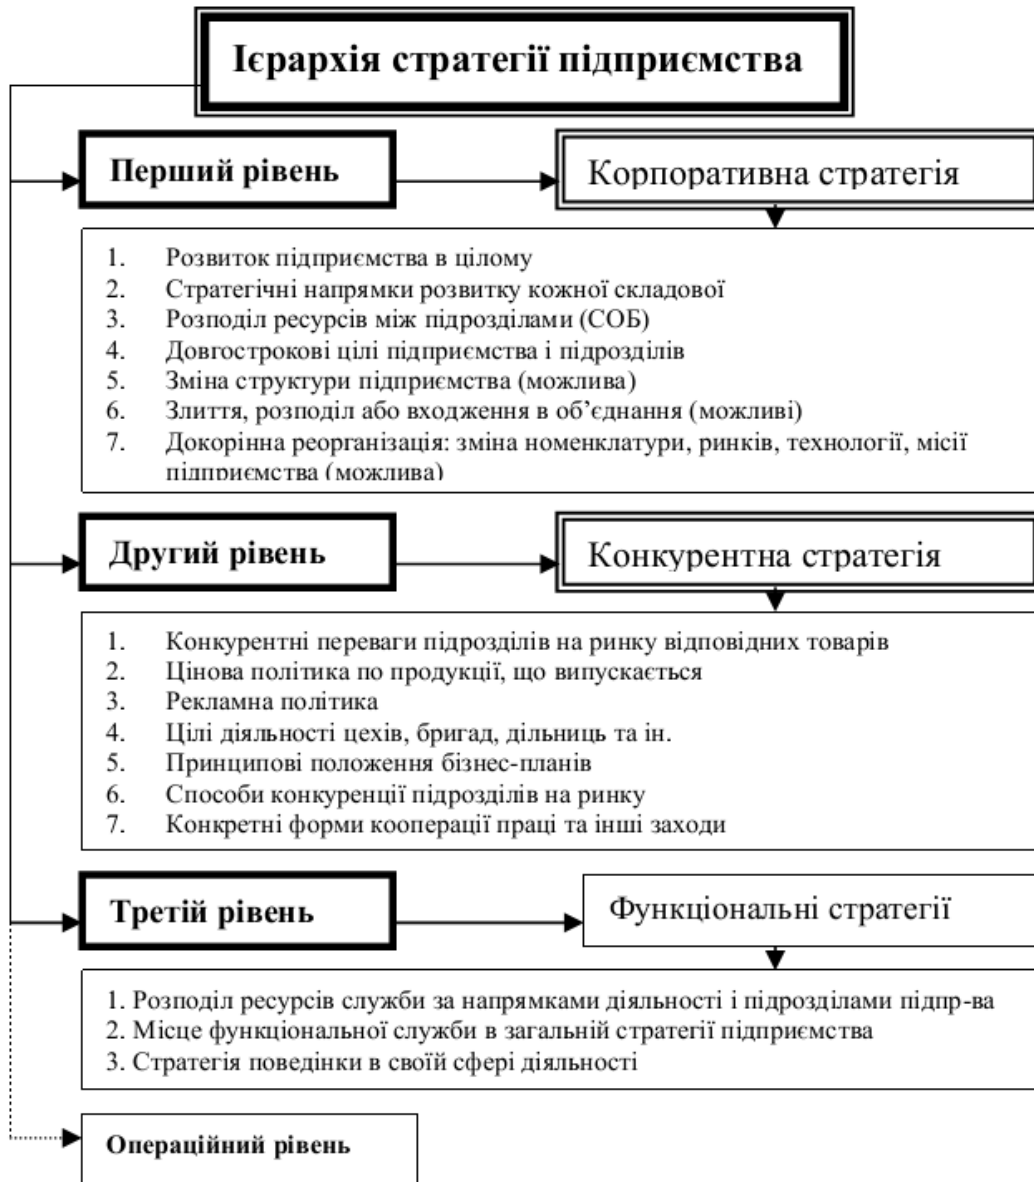 Ієрархія стратегії підприємства
Перший рівень
Корпоративна стратегія
1. Розвиток підприємства в цілому
2. Стратегічні напрямки розвитку кожної складової
3. Розподіл ресурсів між підрозділами (СОБ)
4. Довгострокові цілі підприємства і підрозділів
5. Зміна структури підприємства (можлива)
6. Злиття, розподіл або входження в об’єднання (можливі)
7. Докорінна реорганізація: зміна номенклатури, ринків, технології, місії
підприємства (можлива)
Другий рівень
Конкурентна стратегія
1. Конкурентні переваги підрозділів на ринку відповідних товарів
2. Цінова політика по продукції, що випускається
3. Рекламна політика
4. Цілі діяльності цехів, бригад, дільниць та ін.
5. Принципові положення бізнес-планів
6. Способи конкуренції підрозділів на ринку
7. Конкретні форми кооперації праці та інші заходи
Третій рівень
Функціональні стратегії
1. Розподіл ресурсів служби за напрямками діяльності і підрозділами підпр-ва
2. Місце функціональної служби в загальній стратегії підприємства
3. Стратегія поведінки в своїй сфері діяльності
Операційний рівень